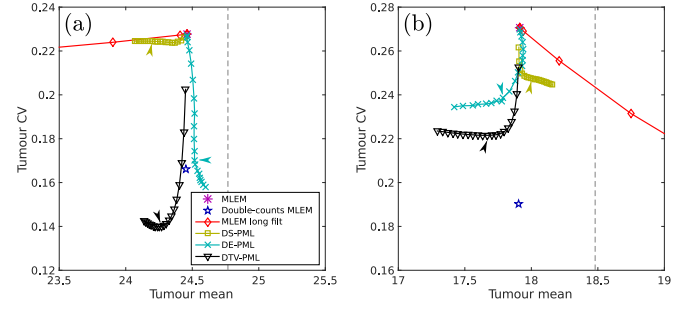 (a)
Tumour CV
0.24
0.22
0.2
0.18
0.16
0.14
0.12
23.5
24
24.5
25
25.5
Tumour mean
MLEM
Double-counts MLEM
MLEM long filt
DS-PML
DE-PML
DTV-PML
(b)
Tumour CV
0.28
0.26
0.24
0.22
0.2
0.18
0.16
17
17.5
18
18.5
19
Tumour mean